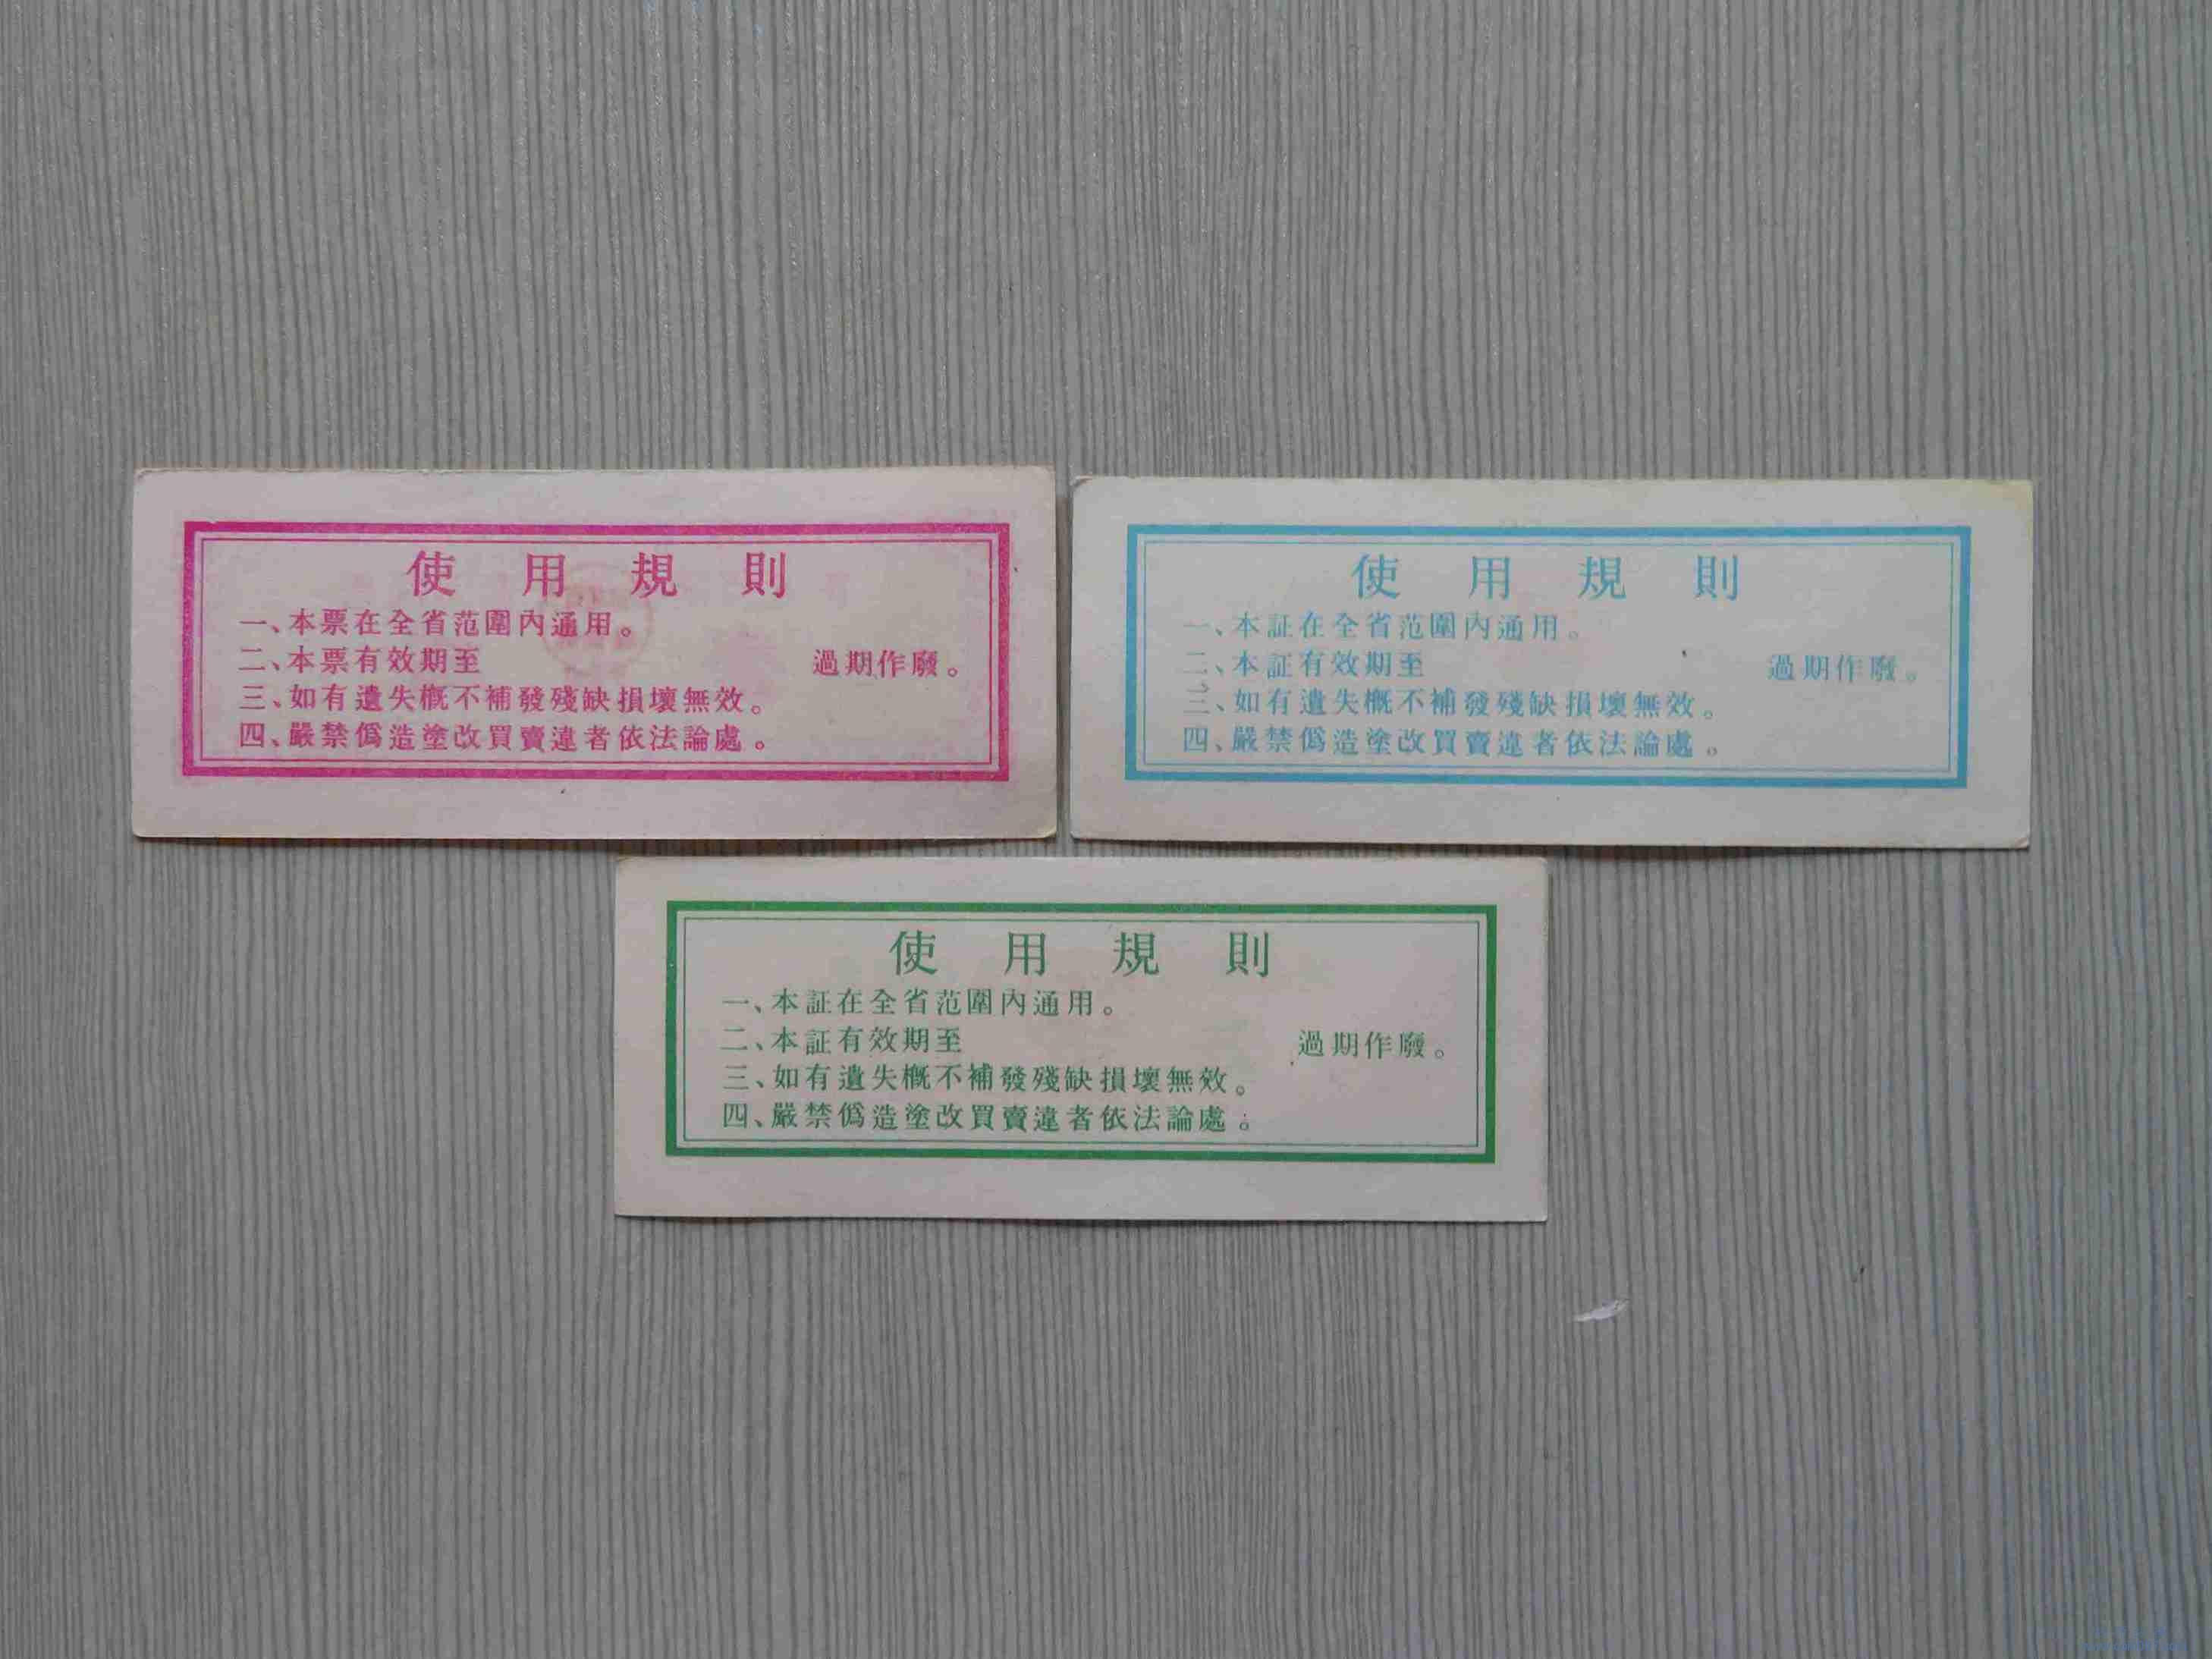 使用規則
一、本票在全省范圍內通用。
二、本票有效期至 過期作廢。
三、如有遺失概不補發殘缺損壞無效。
四、嚴禁僞造塗改買賣違者依法論處。
使用規則
一、本証在全省范圍內通用。
二、本証有效期至 過期作廢。
三、如有遺失概不補發殘缺損壞無效。
四、嚴禁僞造塗改買賣違者依法論處。
使用規則
一、本証在全省范圍內通用。
二、本証有效期至 過期作廢。
三、如有遺失概不補發殘缺損壞無效。
四、嚴禁僞造塗改買賣違者依法論處。